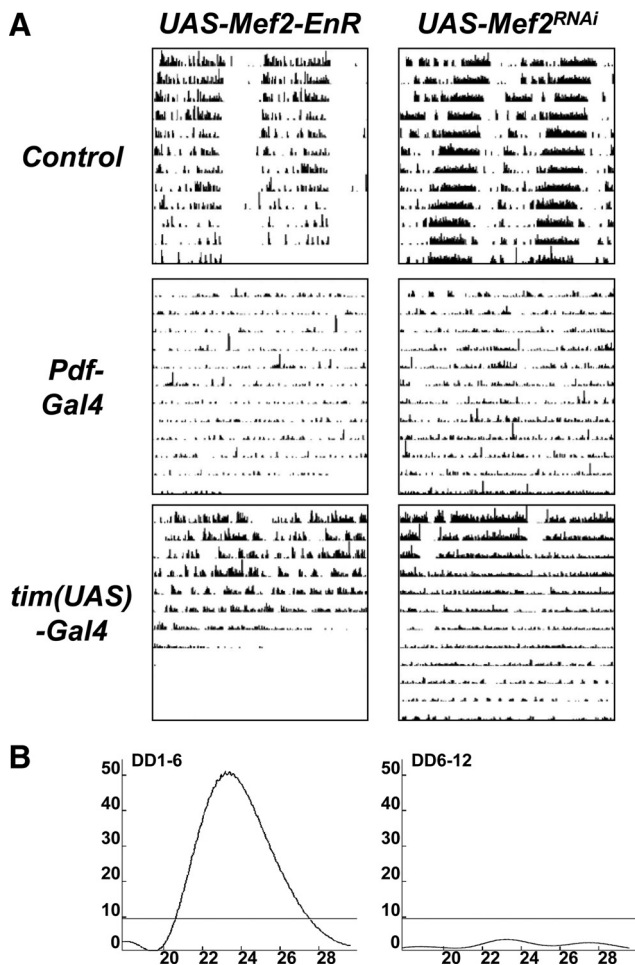 A
UAS-Mef2-EnR
UAS-Mef2RNAi
Control
Pdf-
Gal4
tim(UAS)
-Gal4
B
DD1-6
50
40
30
20
10
0
20 22 24 26 28
DD6-12
50
40
30
20
10
0
20 22 24 26 28